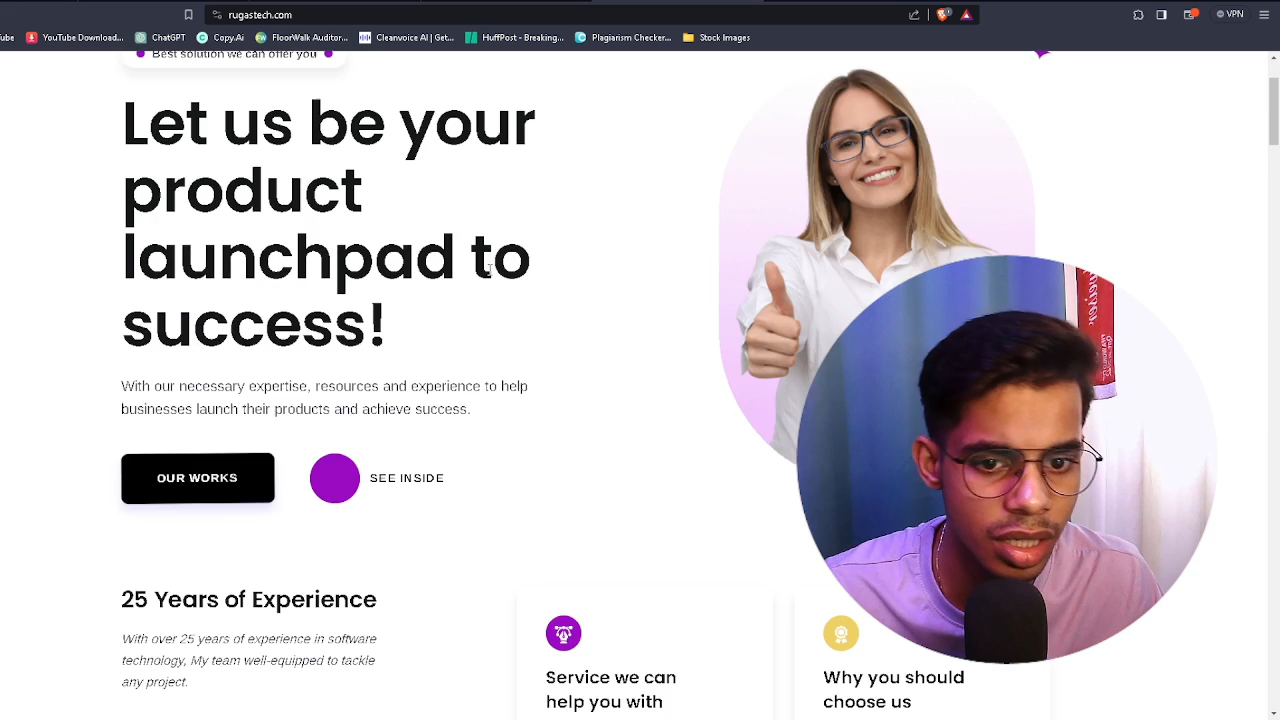 rugastech.com
VPN
ube
YouTube Download...
ChatGPT
Copy.Ai
FloorWalk Auditor...
Cleanvoice AI | Get...
HuffPost - Breaking...
Plagiarism Checker...
Stock Images
Best solution we can offer you
Let us be your
product
launchpad to
success!
With our necessary expertise, resources and experience to help
businesses launch their products and achieve success.
OUR WORKS
SEE INSIDE
25 Years of Experience
With over 25 years of experience in software
technology, My team well-equipped to tackle
any project.
Service we can
help you with
Why you should
choose us